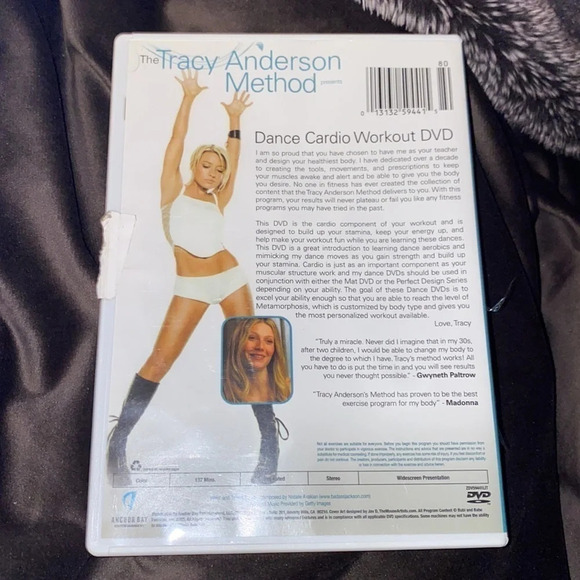 The Tracy Anderson
Method presents
80
0 13132 59441
Dance Cardio Workout DVD
I am so proud that you have chosen to have me as your teacher
and design your healthiest body. I have dedicated over a decade
to creating the tools, movements, and prescriptions to keep
your muscles awake and alert and be able to give you the body
you desire. No one in fitness has ever created the collection of
content that the Tracy Anderson Method delivers to you. With this
program, your results will never plateau or fail you like any fitness
programs you may have tried in the past.
This DVD is the cardio component of your workout and is
designed to build up your stamina, keep your energy up, and
help make your workout fun while you are learning these dances.
This DVD is a great introduction to learning dance aerobics and
mimicking my dance moves as you gain strength and build up
your stamina. Cardio is just as an important component as your
muscular structure work and my dance DVDs should be used in
conjunction with either the Mat DVD or the Perfect Design Series
depending on your ability. The goal of these Dance DVDs is to
excel your ability enough so that you are able to reach the level of
Metamorphosis, which is customized by body type and gives you
the most personalized workout available.
Love, Tracy
"Truly a miracle. Never did I imagine that in my 30s,
after two children, I would be able to change my body
to the degree to which I have. Tracy's method works! All
you have to do is put the time in and you will see results
you never thought possible." - Gwyneth Paltrow
"Tracy Anderson's Method has proven to be the best
exercise program for my body" - Madonna
Color
137 Mins.
Stereo
Widescreen Presentation
DVD
ANCHOR BAY